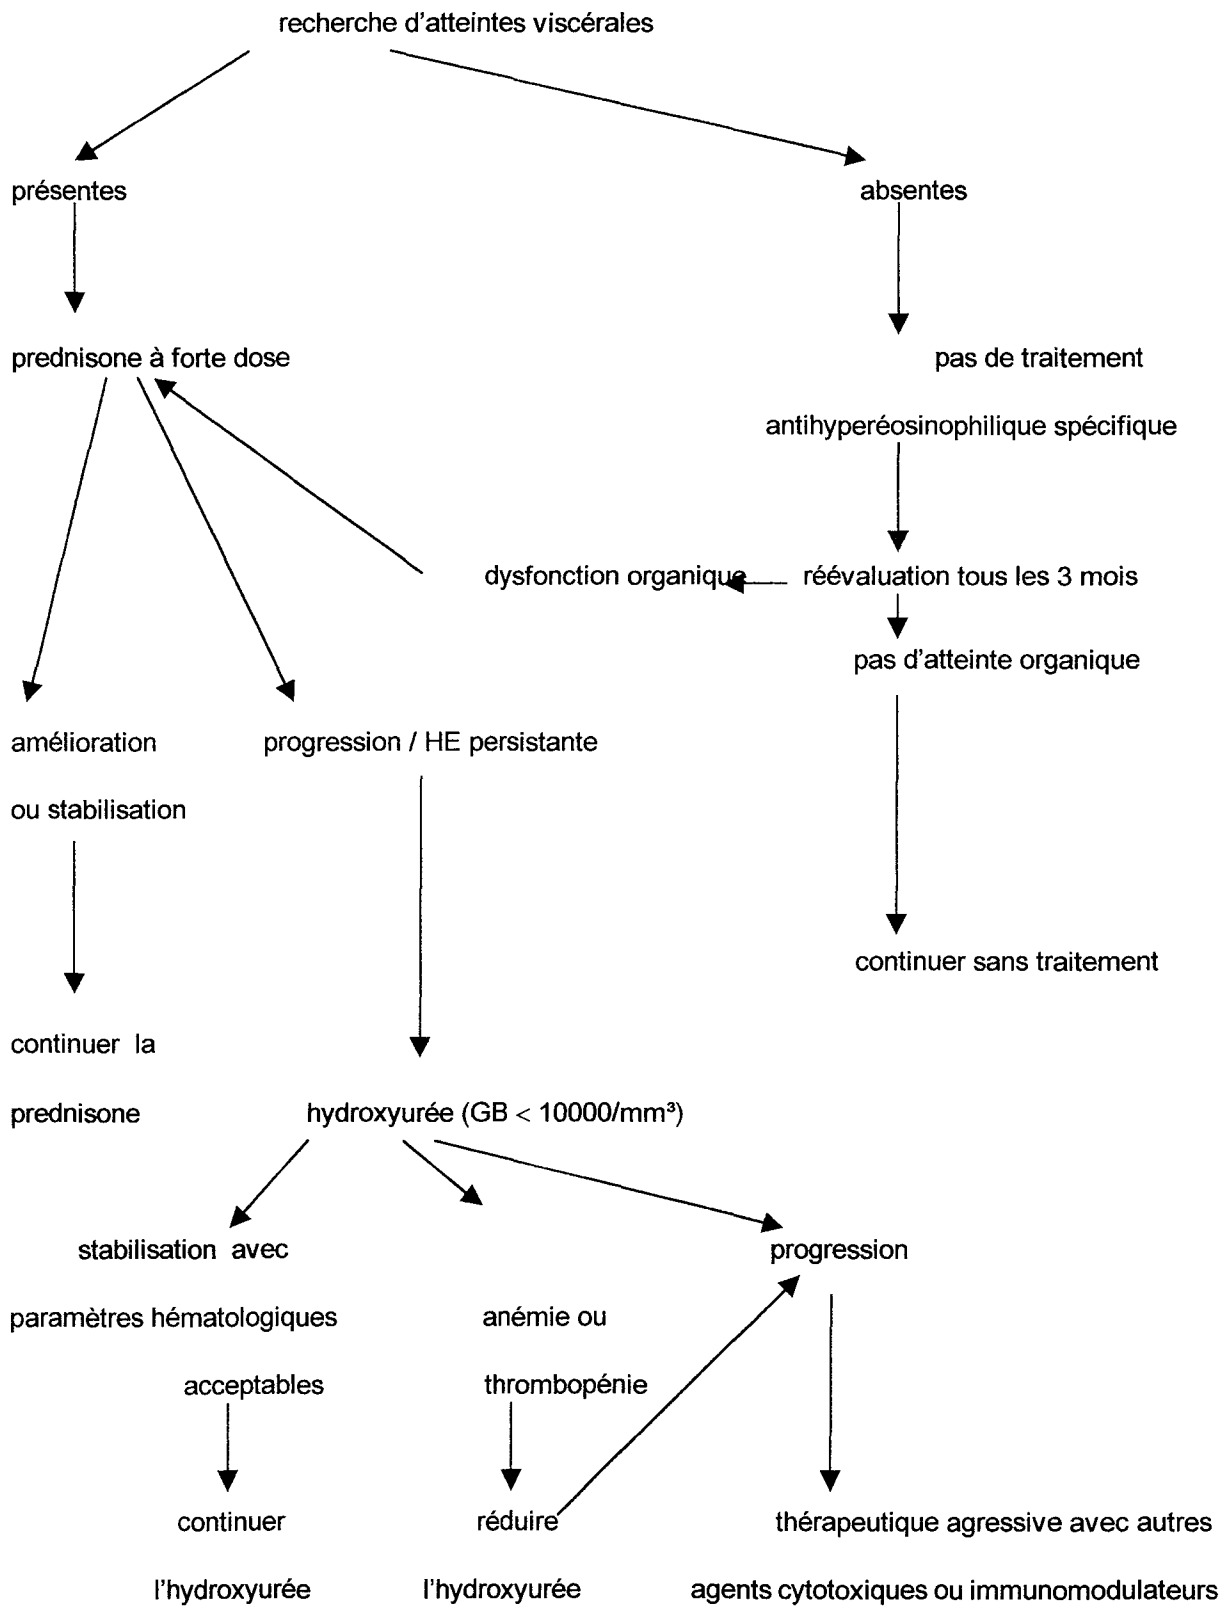 recherche d'atteintes viscérales
présentes
absentes
prednisone à forte dose
pas de traitement
antihyperéosinophilique spécifique
dysfonction organique
réévaluation tous les 3 mois
pas d'atteinte organique
amélioration
progression / HE persistante
ou stabilisation
continuer sans traitement
continuer la
prednisone
hydroxyurée (GB < 10000/mm³)
stabilisation avec
progression
paramètres hématologiques
anémie ou
acceptables
thrombopénie
continuer
réduire
thérapeutique agressive avec autres
l'hydroxyurée
l'hydroxyurée
agents cytotoxiques ou immunomodulateurs